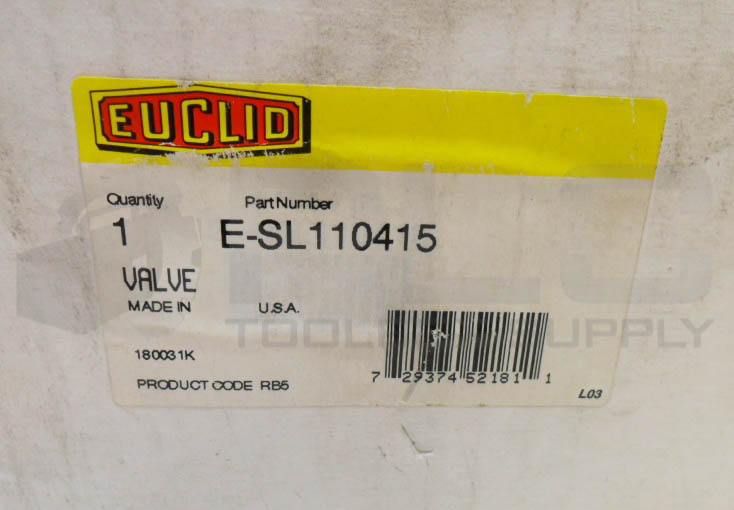 EUCLID
Quantity Part Number
1 E-SL110415
VALVE
MADE IN U.S.A.
TOOL SUPPLY
180031K
7 29374 52181 1
PRODUCT CODE RB5
L03